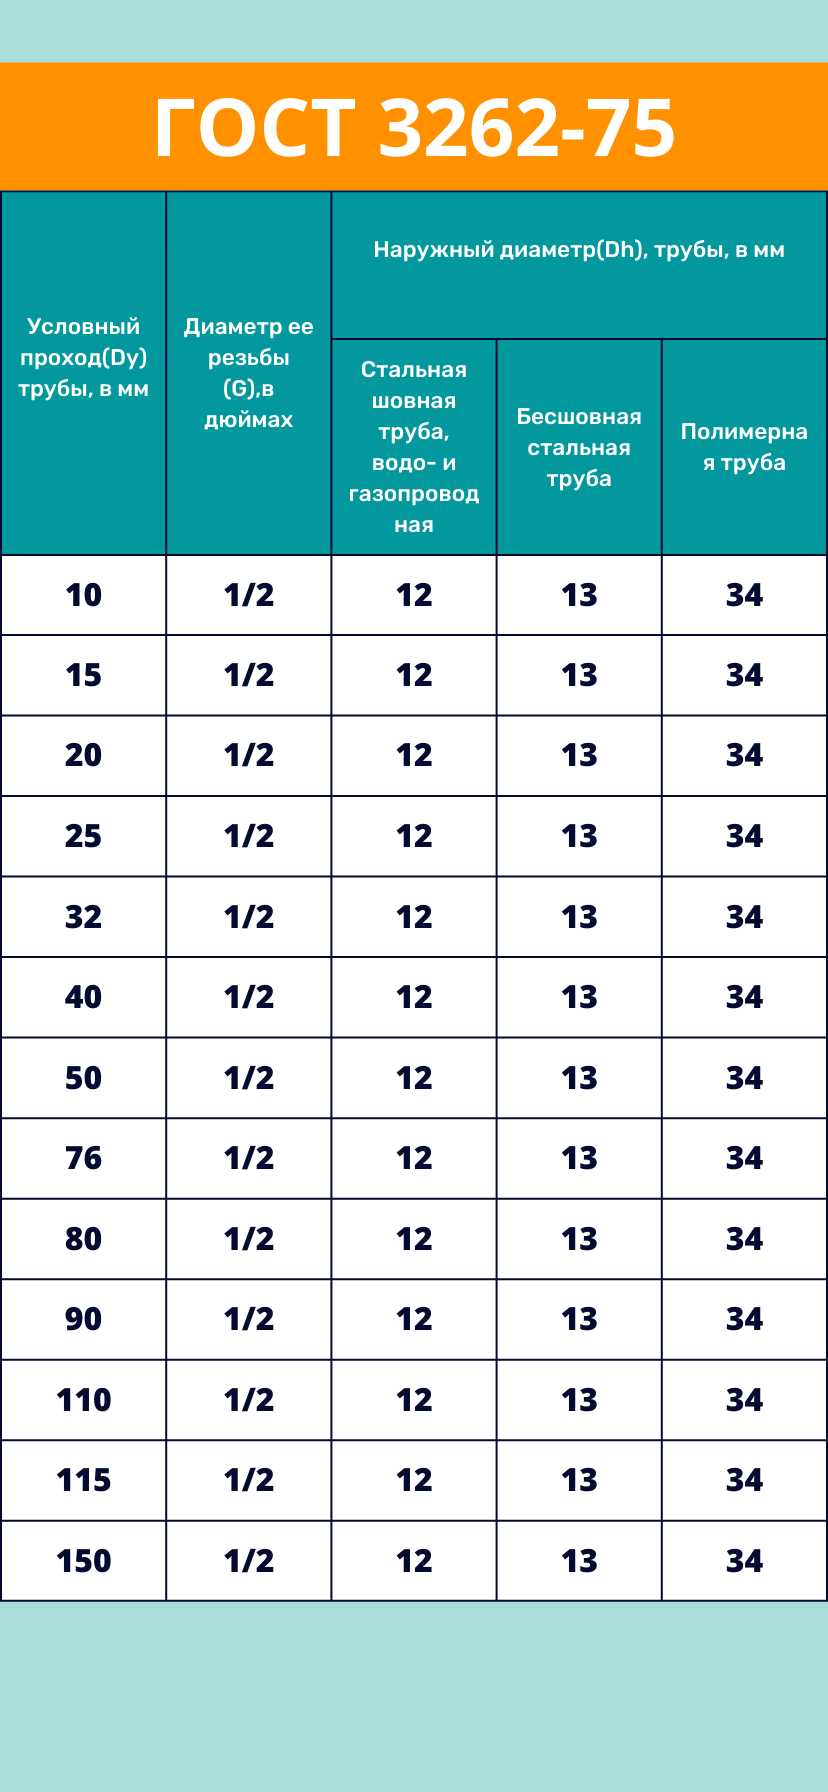 ГОСТ 3262-75
Наружный диаметр(Dh), трубы, в мм
Условный
проход(Dy)
трубы, в мм
Диаметр ее
резьбы
(G),в
дюймах
Стальная
шовная
труба,
водо- и
газопровод
ная
Бесшовная
стальная
труба
Полимерна
я труба
10 1/2 12 13 34
15 1/2 12 13 34
20 1/2 12 13 34
25 1/2 12 13 34
32 1/2 12 13 34
40 1/2 12 13 34
50 1/2 12 13 34
76 1/2 12 13 34
80 1/2 12 13 34
90 1/2 12 13 34
110 1/2 12 13 34
115 1/2 12 13 34
150 1/2 12 13 34